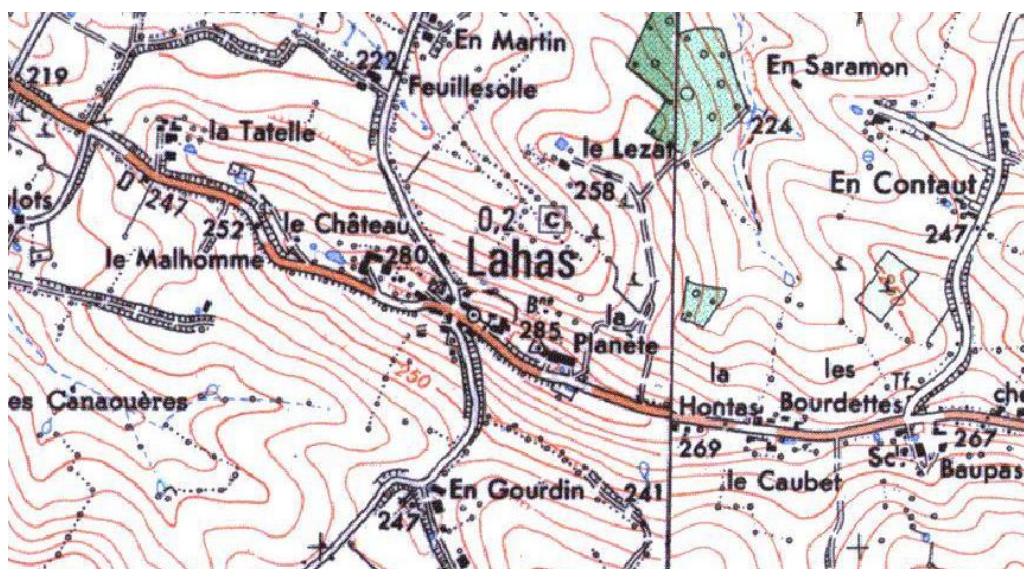 En Martin
222
Feuillesolle
En Saramon
219
la Tatelle
224
le Lezat
258
En Contaut
lots
D
247
252
le Château
0,2
C
247
le Malhomme
280
Lahas
Bne
285
la
Planète
250
la
les
Tf
es Canaouères
Hontas
Bourdettes
269
267
Sc
le Caubet
Baupas
En Gourdin
241
247